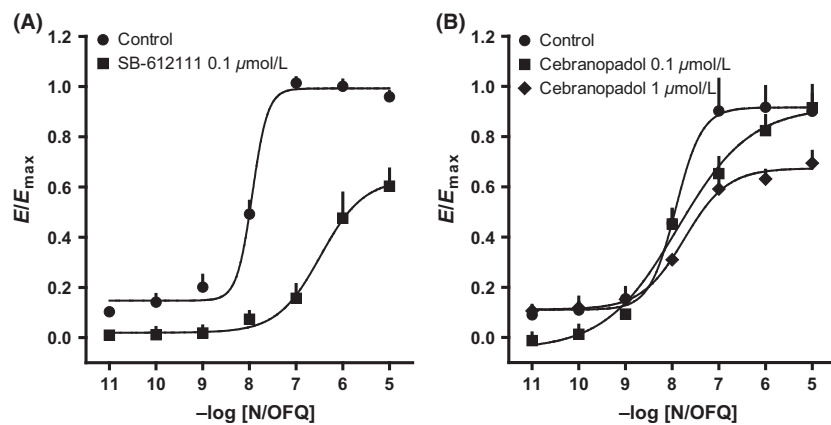 (A)
1.2
1.0
0.8
0.6
0.4
0.2
0.0
E/Emax
Control
SB-612111 0.1 µmol/L
11 10 9 8 7 6 5
–log [N/OFQ]
(B)
1.2
1.0
0.8
0.6
0.4
0.2
0.0
E/Emax
Control
Cebranopadol 0.1 µmol/L
Cebranopadol 1 µmol/L
11 10 9 8 7 6 5
–log [N/OFQ]